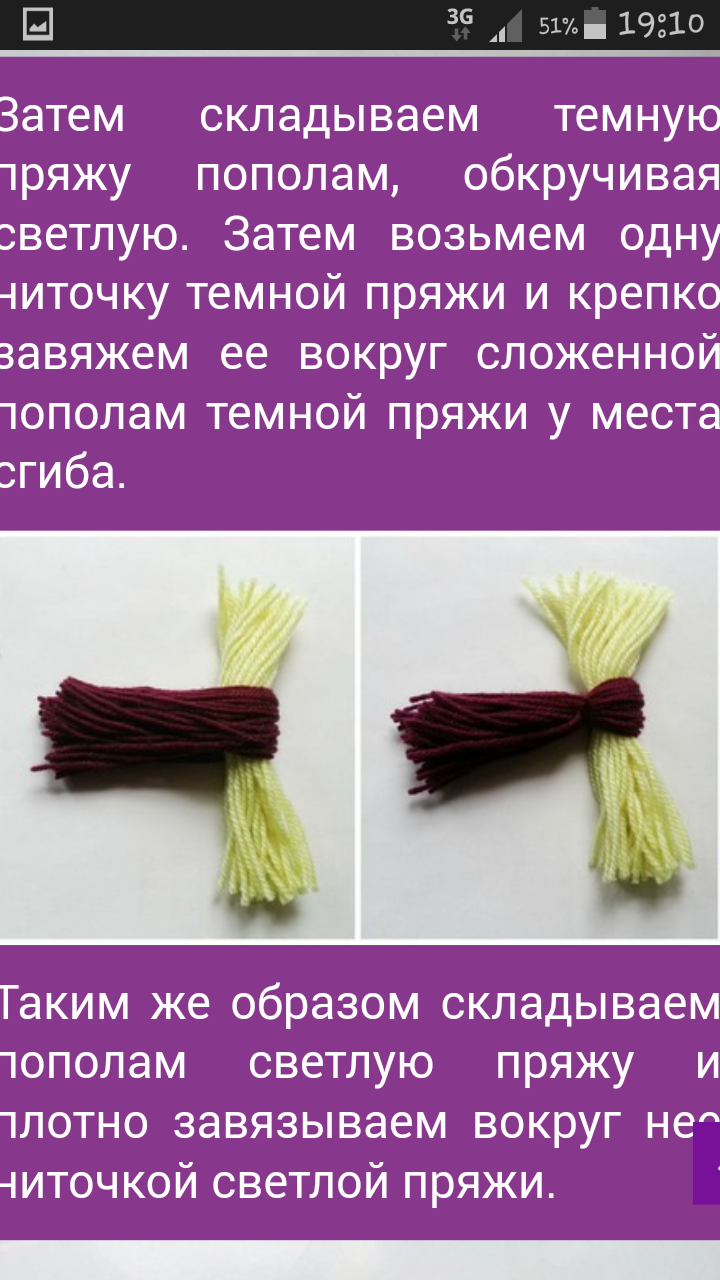 3G 51% 19:10
Затем складываем темную
пряжу пополам, обкручивая
светлую. Затем возьмем одну
ниточку темной пряжи и крепко
завяжем ее вокруг сложенной
пополам темной пряжи у места
сгиба.
Таким же образом складываем
пополам светлую пряжу и
плотно завязываем вокруг нее
ниточкой светлой пряжи.